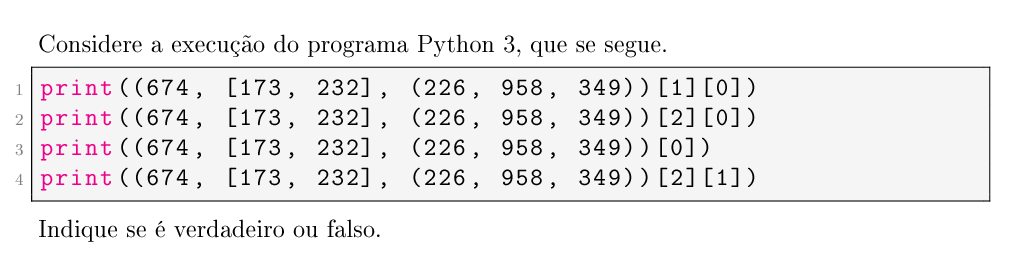 Considere a execução do programa Python 3, que se segue.
1 print((674, [173, 232], (226, 958, 349))[1][0])
2 print((674, [173, 232], (226, 958, 349))[2][0])
3 print((674, [173, 232], (226, 958, 349))[0])
4 print((674, [173, 232], (226, 958, 349))[2][1])
Indique se é verdadeiro ou falso.